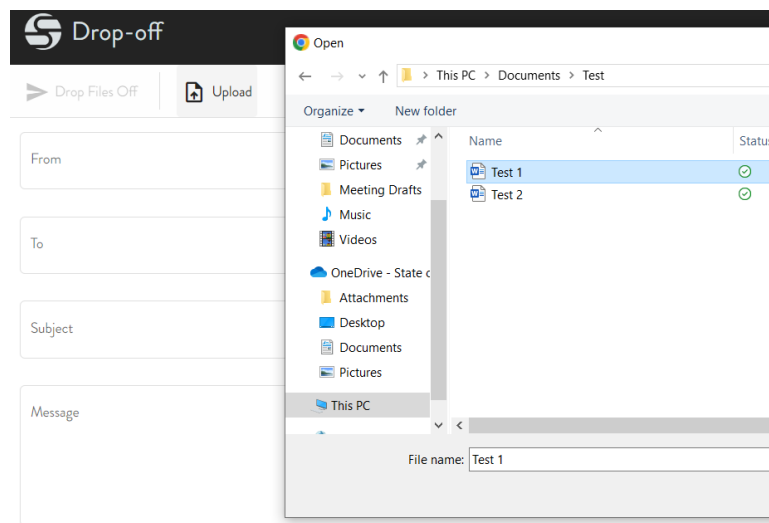 Drop-off
Drop Files Off
Upload
From
To
Subject
Message
Open
This PC > Documents > Test
Organize
New folder
Documents
Pictures
Meeting Drafts
Music
Videos
OneDrive - State
Attachments
Desktop
Documents
Pictures
This PC
Name
Status
Test 1
Test 2
File name: Test 1